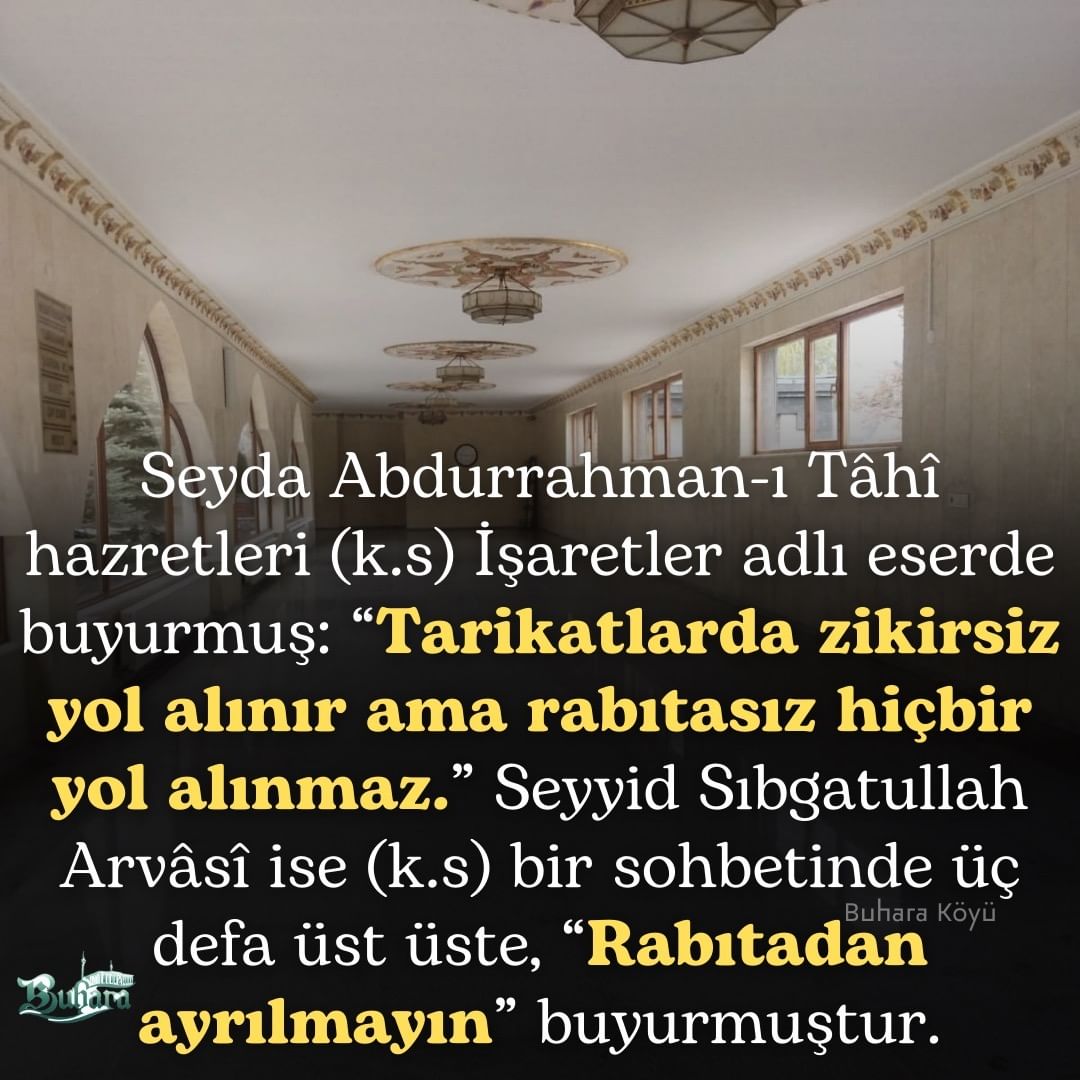 Seyda Abdurrahman-ı Tâhî
hazretleri (k.s) İşaretler adlı eserde
buyurmuş: “Tarikatlarda zikirsiz
yol alınır ama rabıtasız hiçbir
yol alınmaz.” Seyyid Sıbgatullah
Arvâsî ise (k.s) bir sohbetinde üç
Buhara Köyü
defa üst üste, “Rabıtadan
Buhara
ayrılmayın” buyurmuştur.